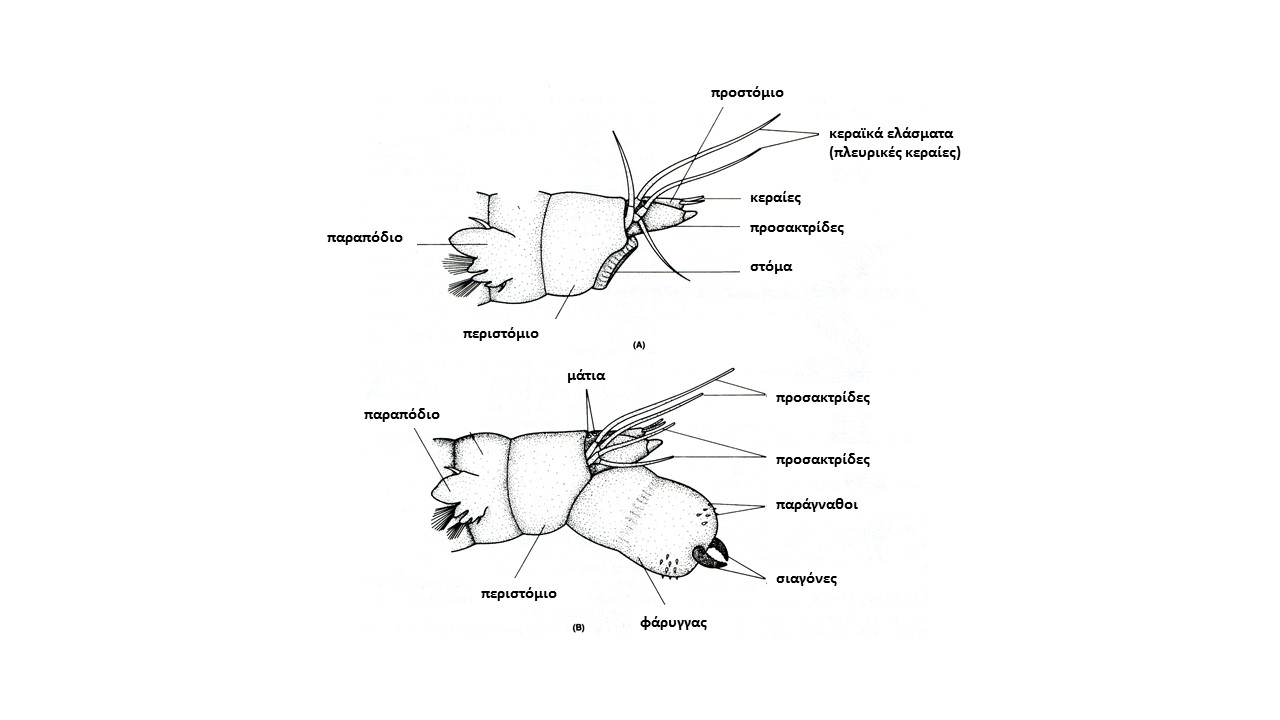 προστόμιο
κεραϊκά ελάσματα
(πλευρικές κεραίες)
κεραίες
προσακτρίδες
παραπόδιο
στόμα
περιστόμιο
(A)
μάτια
προσακτρίδες
παραπόδιο
προσακτρίδες
παράγναθοι
σιαγόνες
περιστόμιο
φάρυγγας
(B)